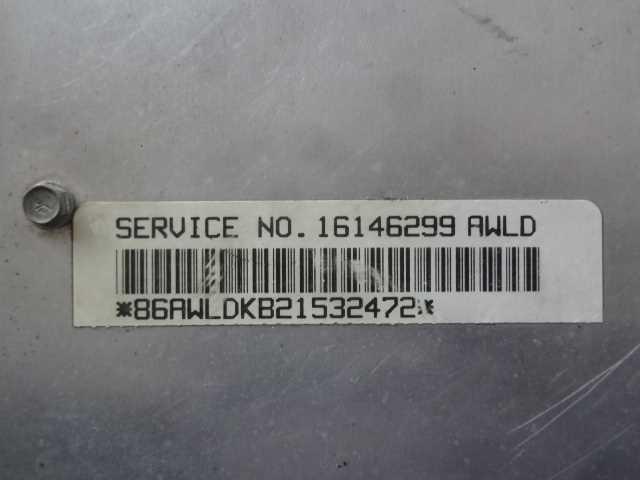 SERVICE NO. 16146299 AWLD
*86AWLDKB21532472*